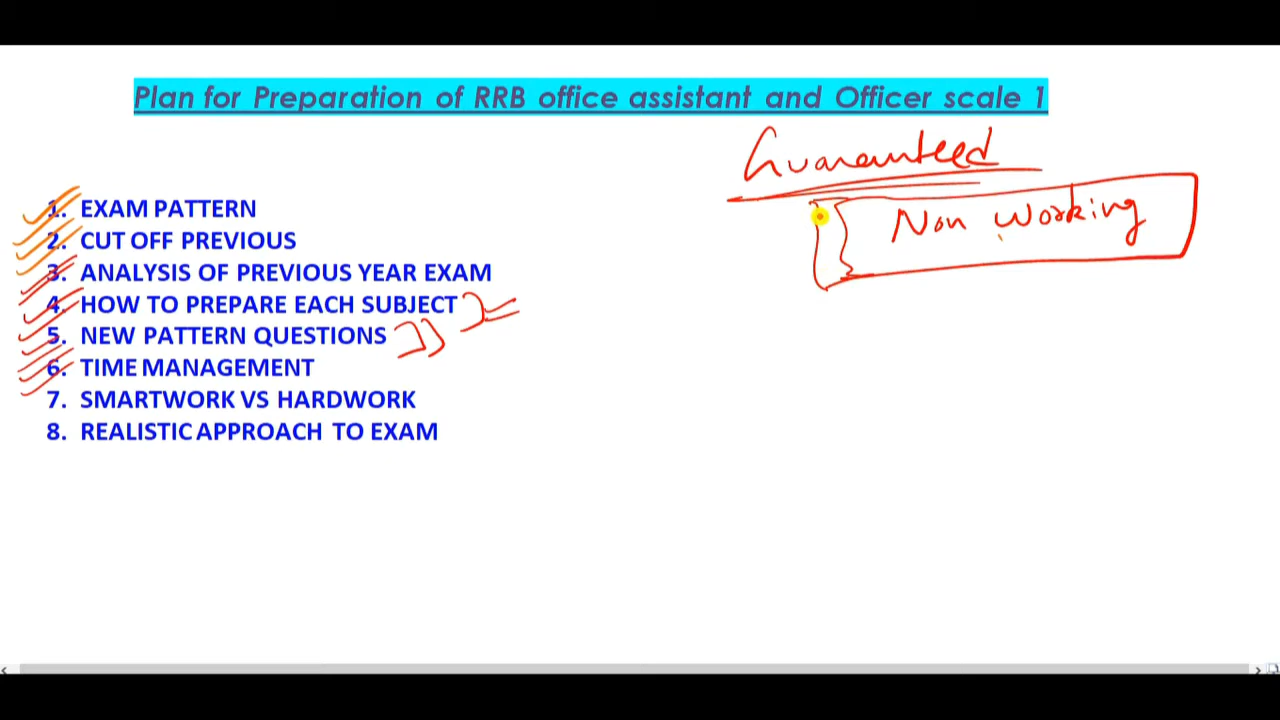 Plan for Preparation of RRB office assistant and Officer scale 1
Guaranteed
Non Working
1. EXAM PATTERN
2. CUT OFF PREVIOUS
3. ANALYSIS OF PREVIOUS YEAR EXAM
4. HOW TO PREPARE EACH SUBJECT
5. NEW PATTERN QUESTIONS
6. TIME MANAGEMENT
7. SMARTWORK VS HARDWORK
8. REALISTIC APPROACH TO EXAM